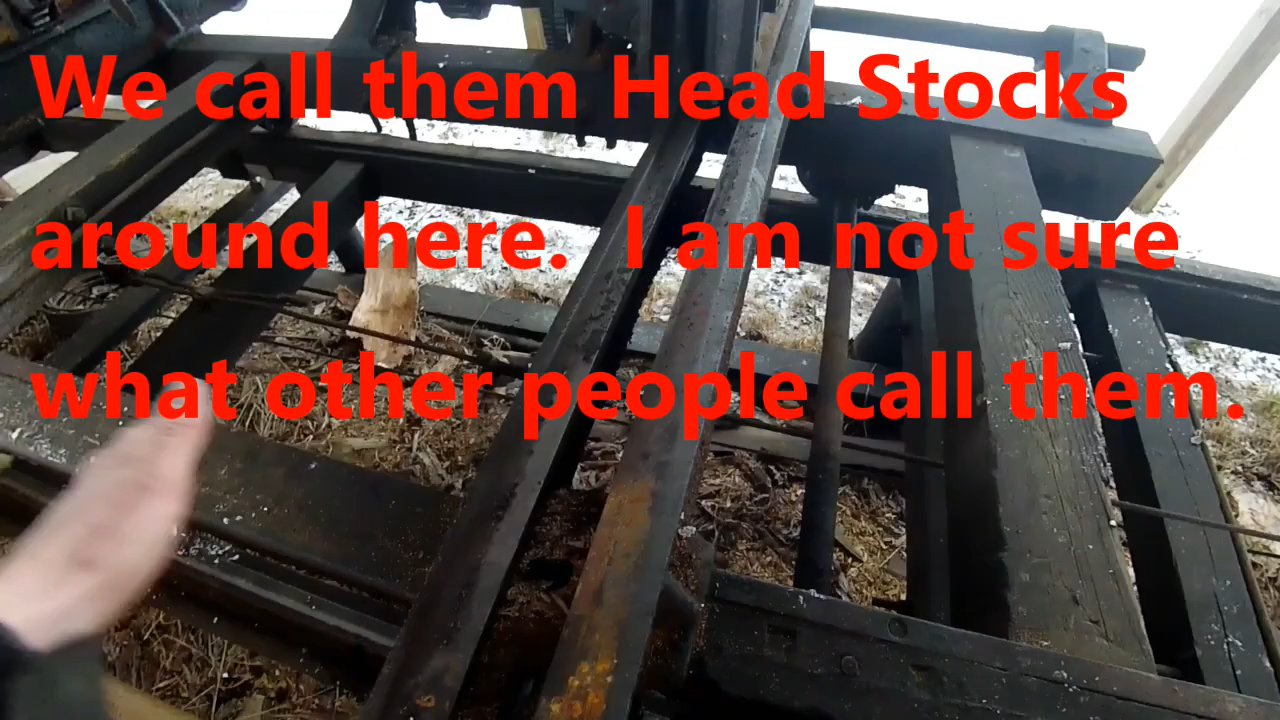 We call them Head Stocks
around here. I am not sure
what other people call them.